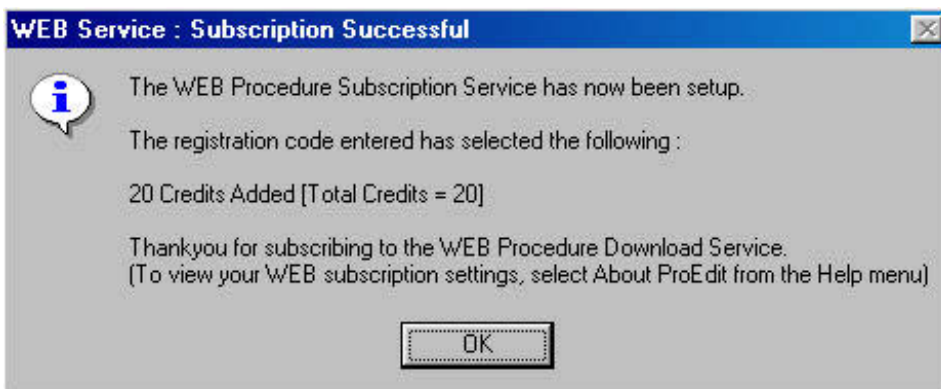 WEB Service : Subscription Successful
The WEB Procedure Subscription Service has now been setup.
The registration code entered has selected the following :
20 Credits Added [Total Credits = 20]
Thankyou for subscribing to the WEB Procedure Download Service.
(To view your WEB subscription settings, select About ProEdit from the Help menu)
OK